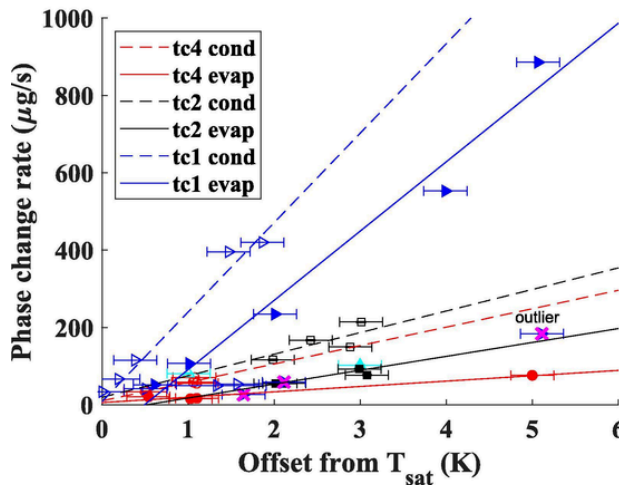 1000
800
600
400
200
0
Phase change rate (μg/s)
tc4 cond
tc4 evap
tc2 cond
tc2 evap
tc1 cond
tc1 evap
outlier
0 1 2 3 4 5 6
Offset from Tsat (K)